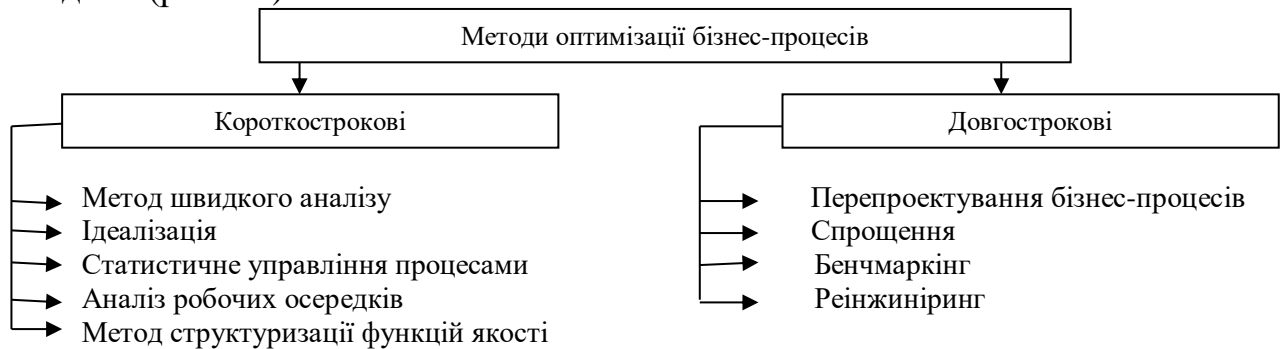 Методи оптимізації бізнес-процесів
Короткострокові
Довгострокові
Метод швидкого аналізу
Ідеалізація
Статистичне управління процесами
Аналіз робочих осередків
Метод структуризації функцій якості
Перепроектування бізнес-процесів
Спрощення
Бенчмаркінг
Реінжиніринг